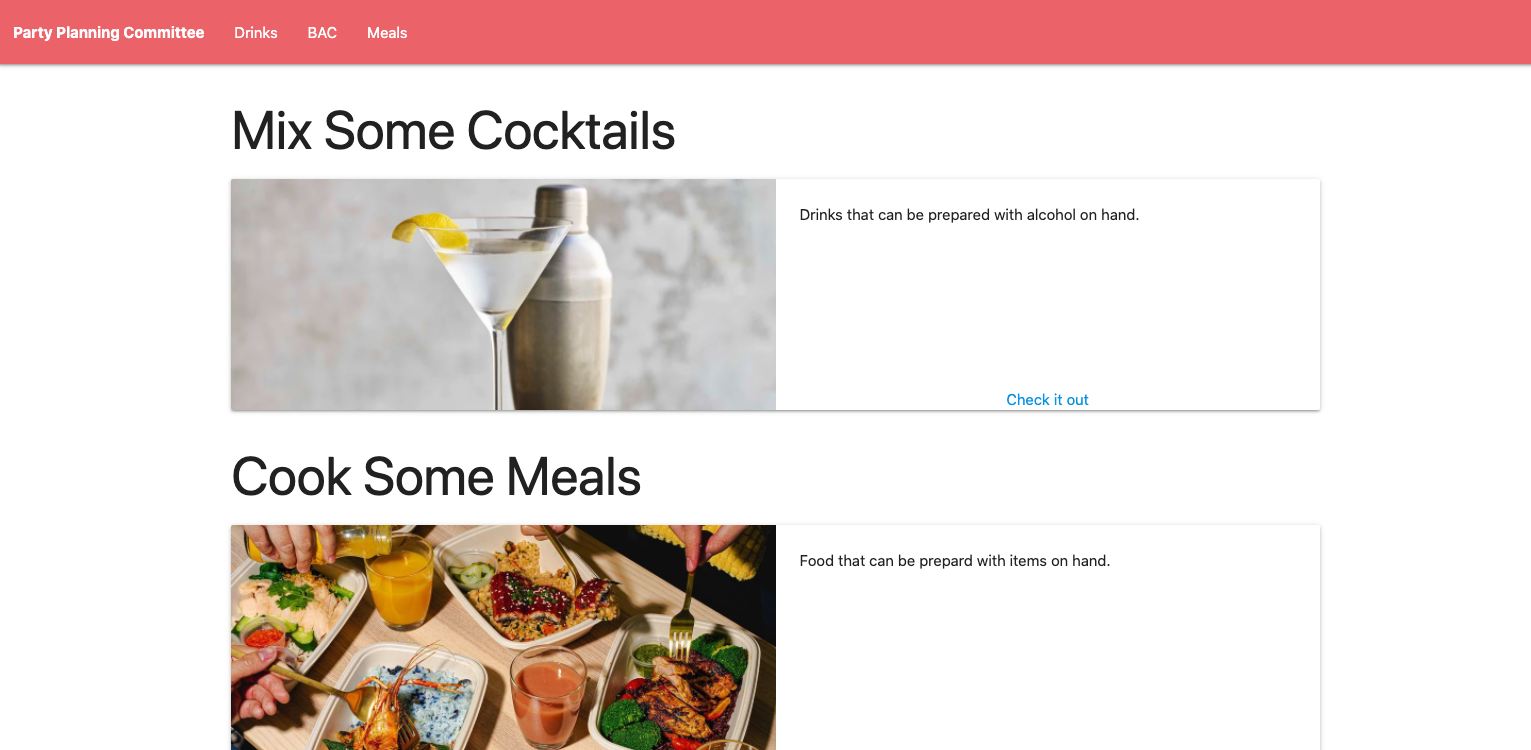 Party Planning Committee Drinks BAC Meals
Mix Some Cocktails
Drinks that can be prepared with alcohol on hand.
Check it out
Cook Some Meals
Food that can be prepard with items on hand.